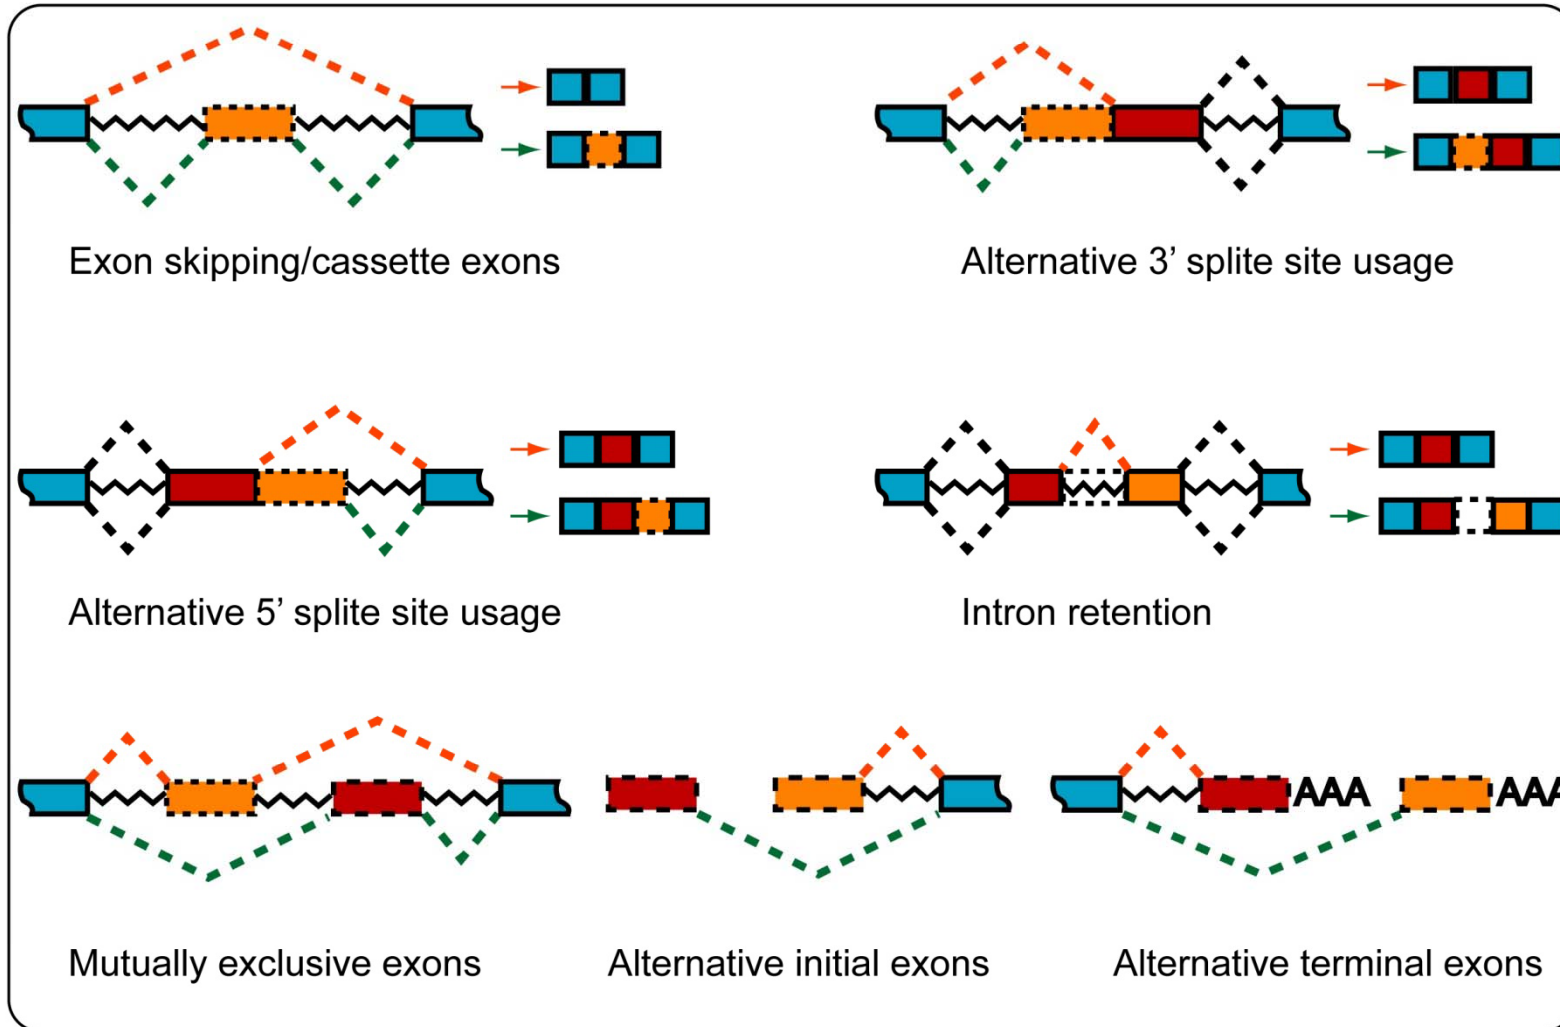 Exon skipping/cassette exons
Alternative 3’ splite site usage
Alternative 5’ splite site usage
Intron retention
AAA
AAA
Mutually exclusive exons
Alternative initial exons
Alternative terminal exons